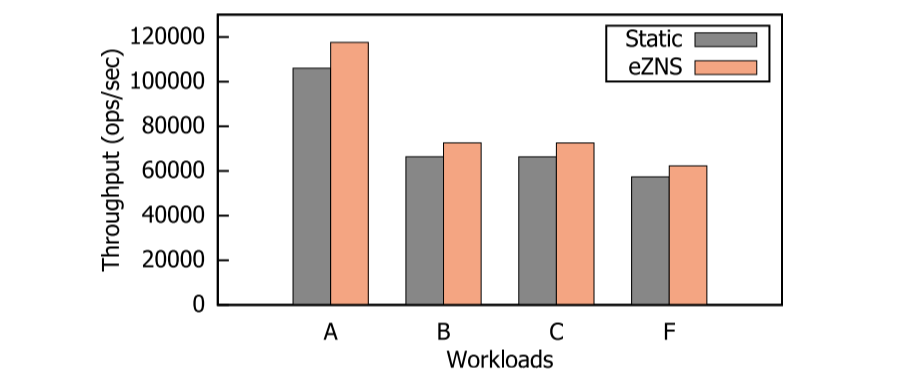 Static
eZNS
Throughput (ops/sec)
120000
100000
80000
60000
40000
20000
0
A B C F
Workloads